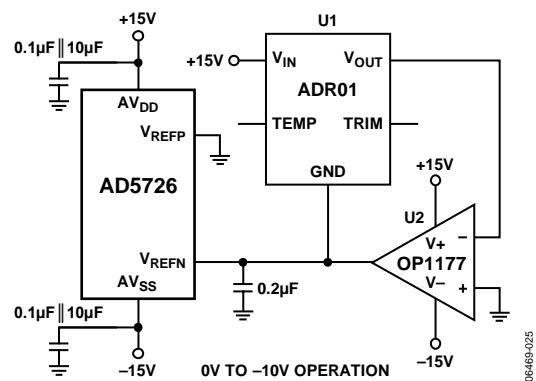 +15V
0.1µF 10µF
AVDD
VREFP
AD5726
VREFN
AVSS
0.1µF 10µF
–15V
0.2µF
U1
+15V
VIN
VOUT
ADR01
TEMP
TRIM
GND
+15V
U2
V+
–
OP1177
V–
+
–15V
0V TO –10V OPERATION
06469-025